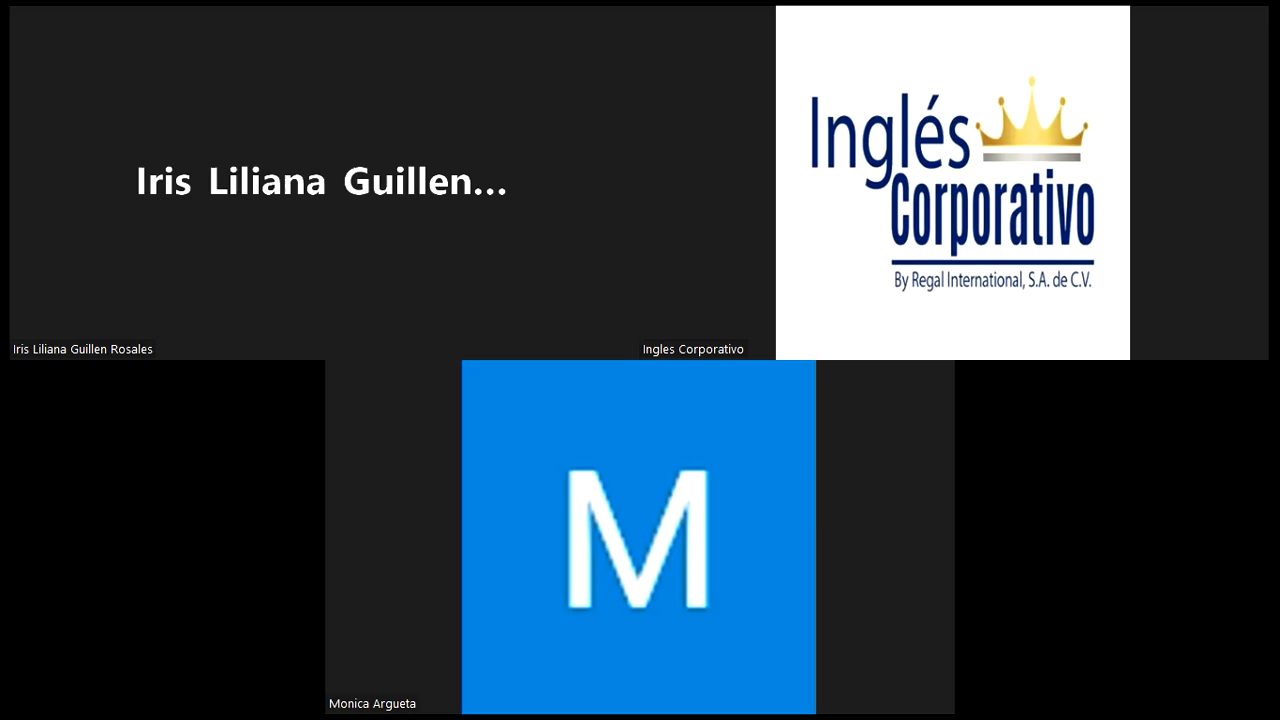 Iris Liliana Guillen...
Iris Liliana Guillen Rosales
Inglés
Corporativo
By Regal International, S.A. de C.V.
Ingles Corporativo
M
Monica Argueta